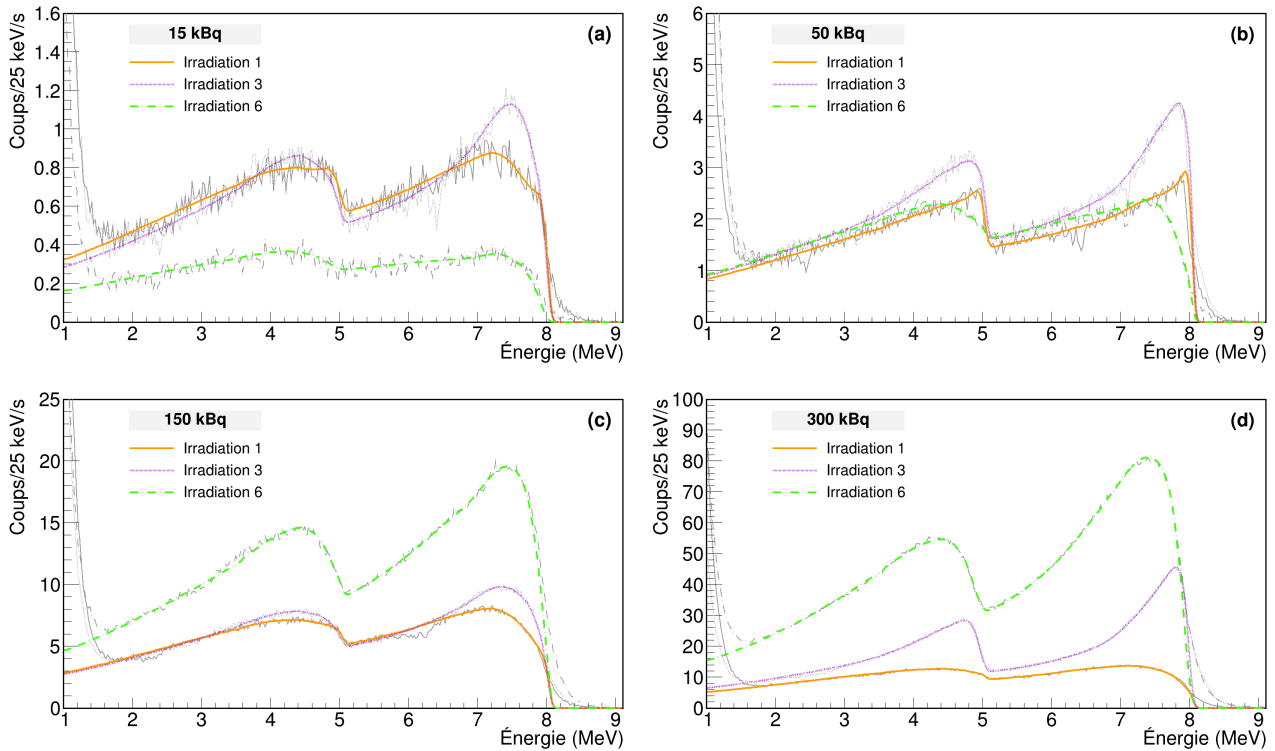 15 kBq
(a)
Irradiation 1
Irradiation 3
Irradiation 6
Coups/25 keV/s
0
0.2
0.4
0.6
0.8
1
1.2
1.4
1.6
1 2 3 4 5 6 7 8 9
Énergie (MeV)
50 kBq
(b)
Irradiation 1
Irradiation 3
Irradiation 6
Coups/25 keV/s
0
1
2
3
4
5
6
1 2 3 4 5 6 7 8 9
Énergie (MeV)
150 kBq
(c)
Irradiation 1
Irradiation 3
Irradiation 6
Coups/25 keV/s
0
5
10
15
20
25
1 2 3 4 5 6 7 8 9
Énergie (MeV)
300 kBq
(d)
Irradiation 1
Irradiation 3
Irradiation 6
Coups/25 keV/s
0
10
20
30
40
50
60
70
80
90
100
1 2 3 4 5 6 7 8 9
Énergie (MeV)